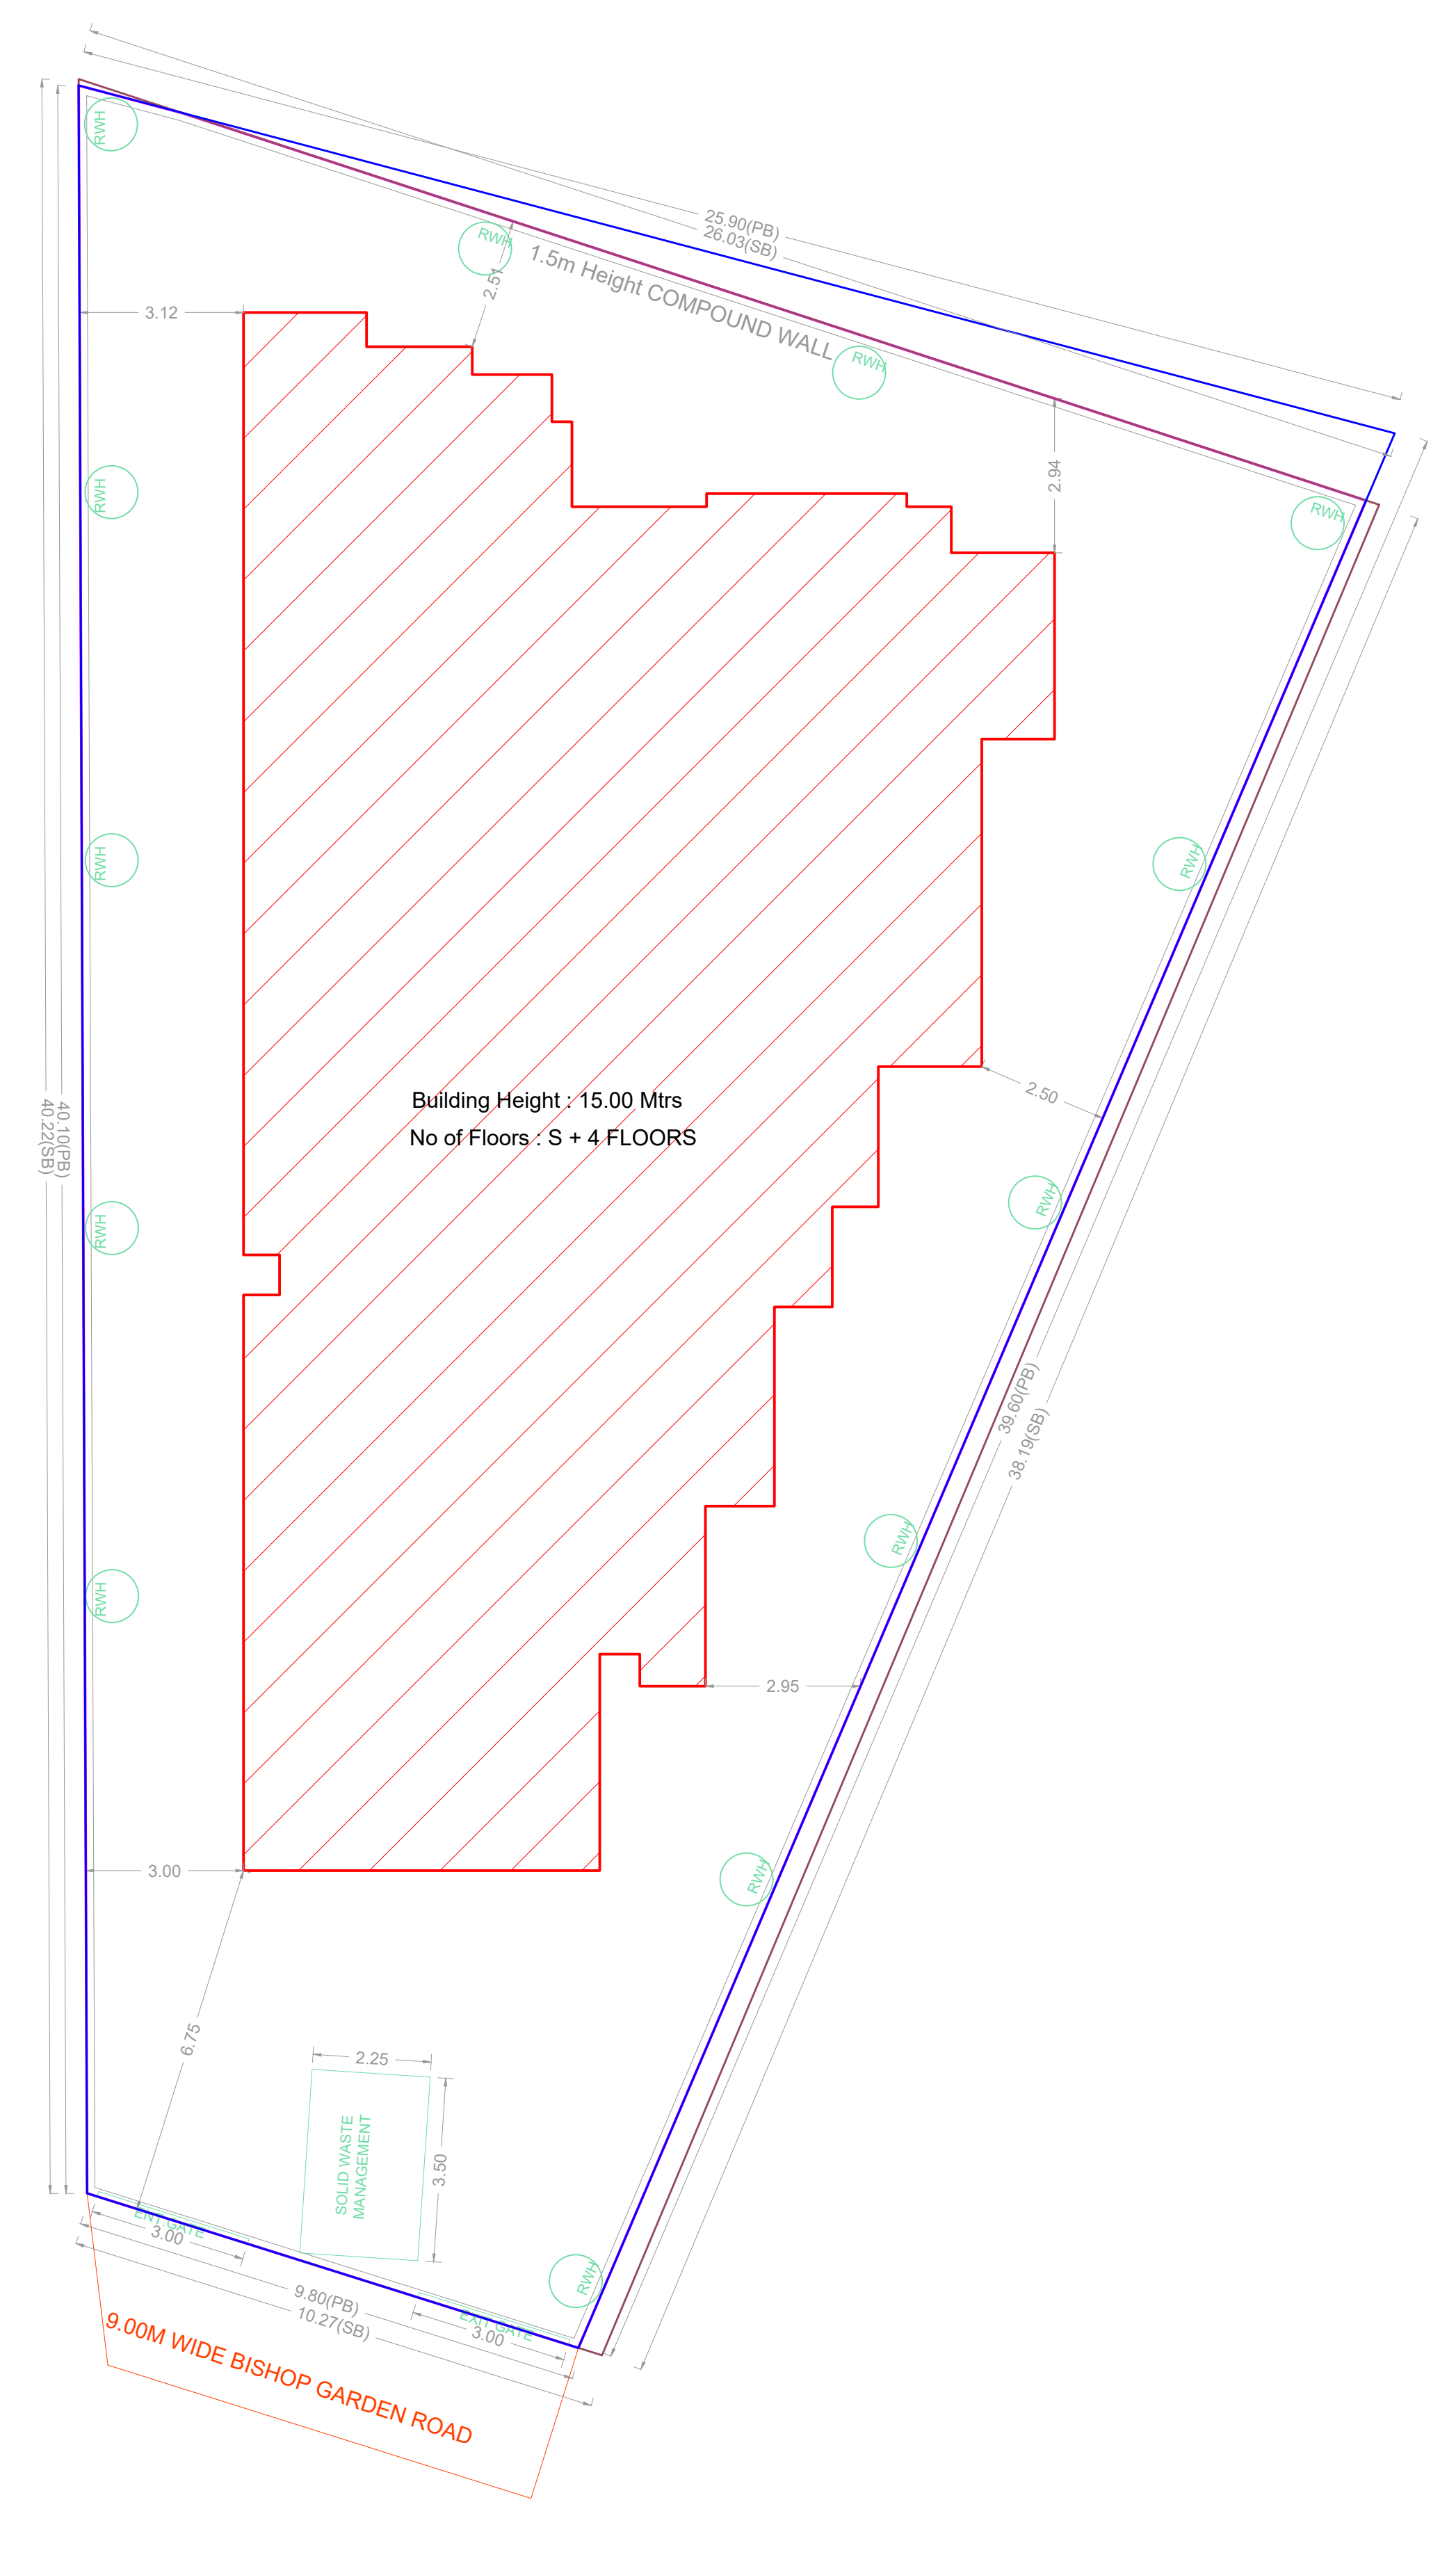 25.90(PB)
26.03(SB)
RWH
RWH
2.51
1.5m Height COMPOUND WALL
3.12
RWH
2.94
RWH
RWH
RWH
RWH
2.50
Building Height : 15.00 Mtrs
No of Floors : S + 4 FLOORS
40.10(PB)
40.22(SB)
RWH
RWH
39.60(PB)
38.19(SB)
RWH
RWH
2.95
3.00
RWH
6.75
2.25
SOLID WASTE
MANAGEMENT
3.50
ENT.GATE
3.00
RWH
9.80(PB)
10.27(SB)
EXIT GATE
3.00
9.00M WIDE BISHOP GARDEN ROAD